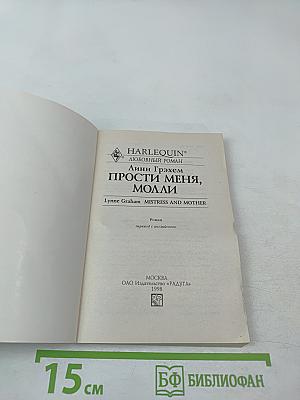 HARLEQUIN®
ЛЮБОВНЫЙ РОМАН
Линн Грэхем
ПРОСТИ МЕНЯ,
МОЛЛИ
Lynne Graham MISTRESS AND MOTHER
Роман
перевод с английского
МОСКВА
ОАО Издательство «РАДУГА»
1998
15 см
БФ БИБЛИОФАН